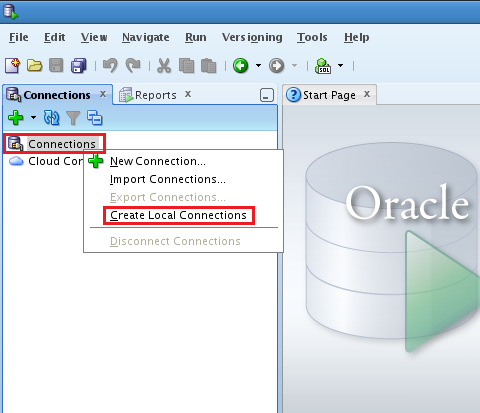 File Edit View Navigate Run Versioning Tools Help
SQL
Connections x Reports x Start Page x
Connections
Cloud Con
New Connection...
Import Connections...
Export Connections...
Create Local Connections
Disconnect Connections
Oracle